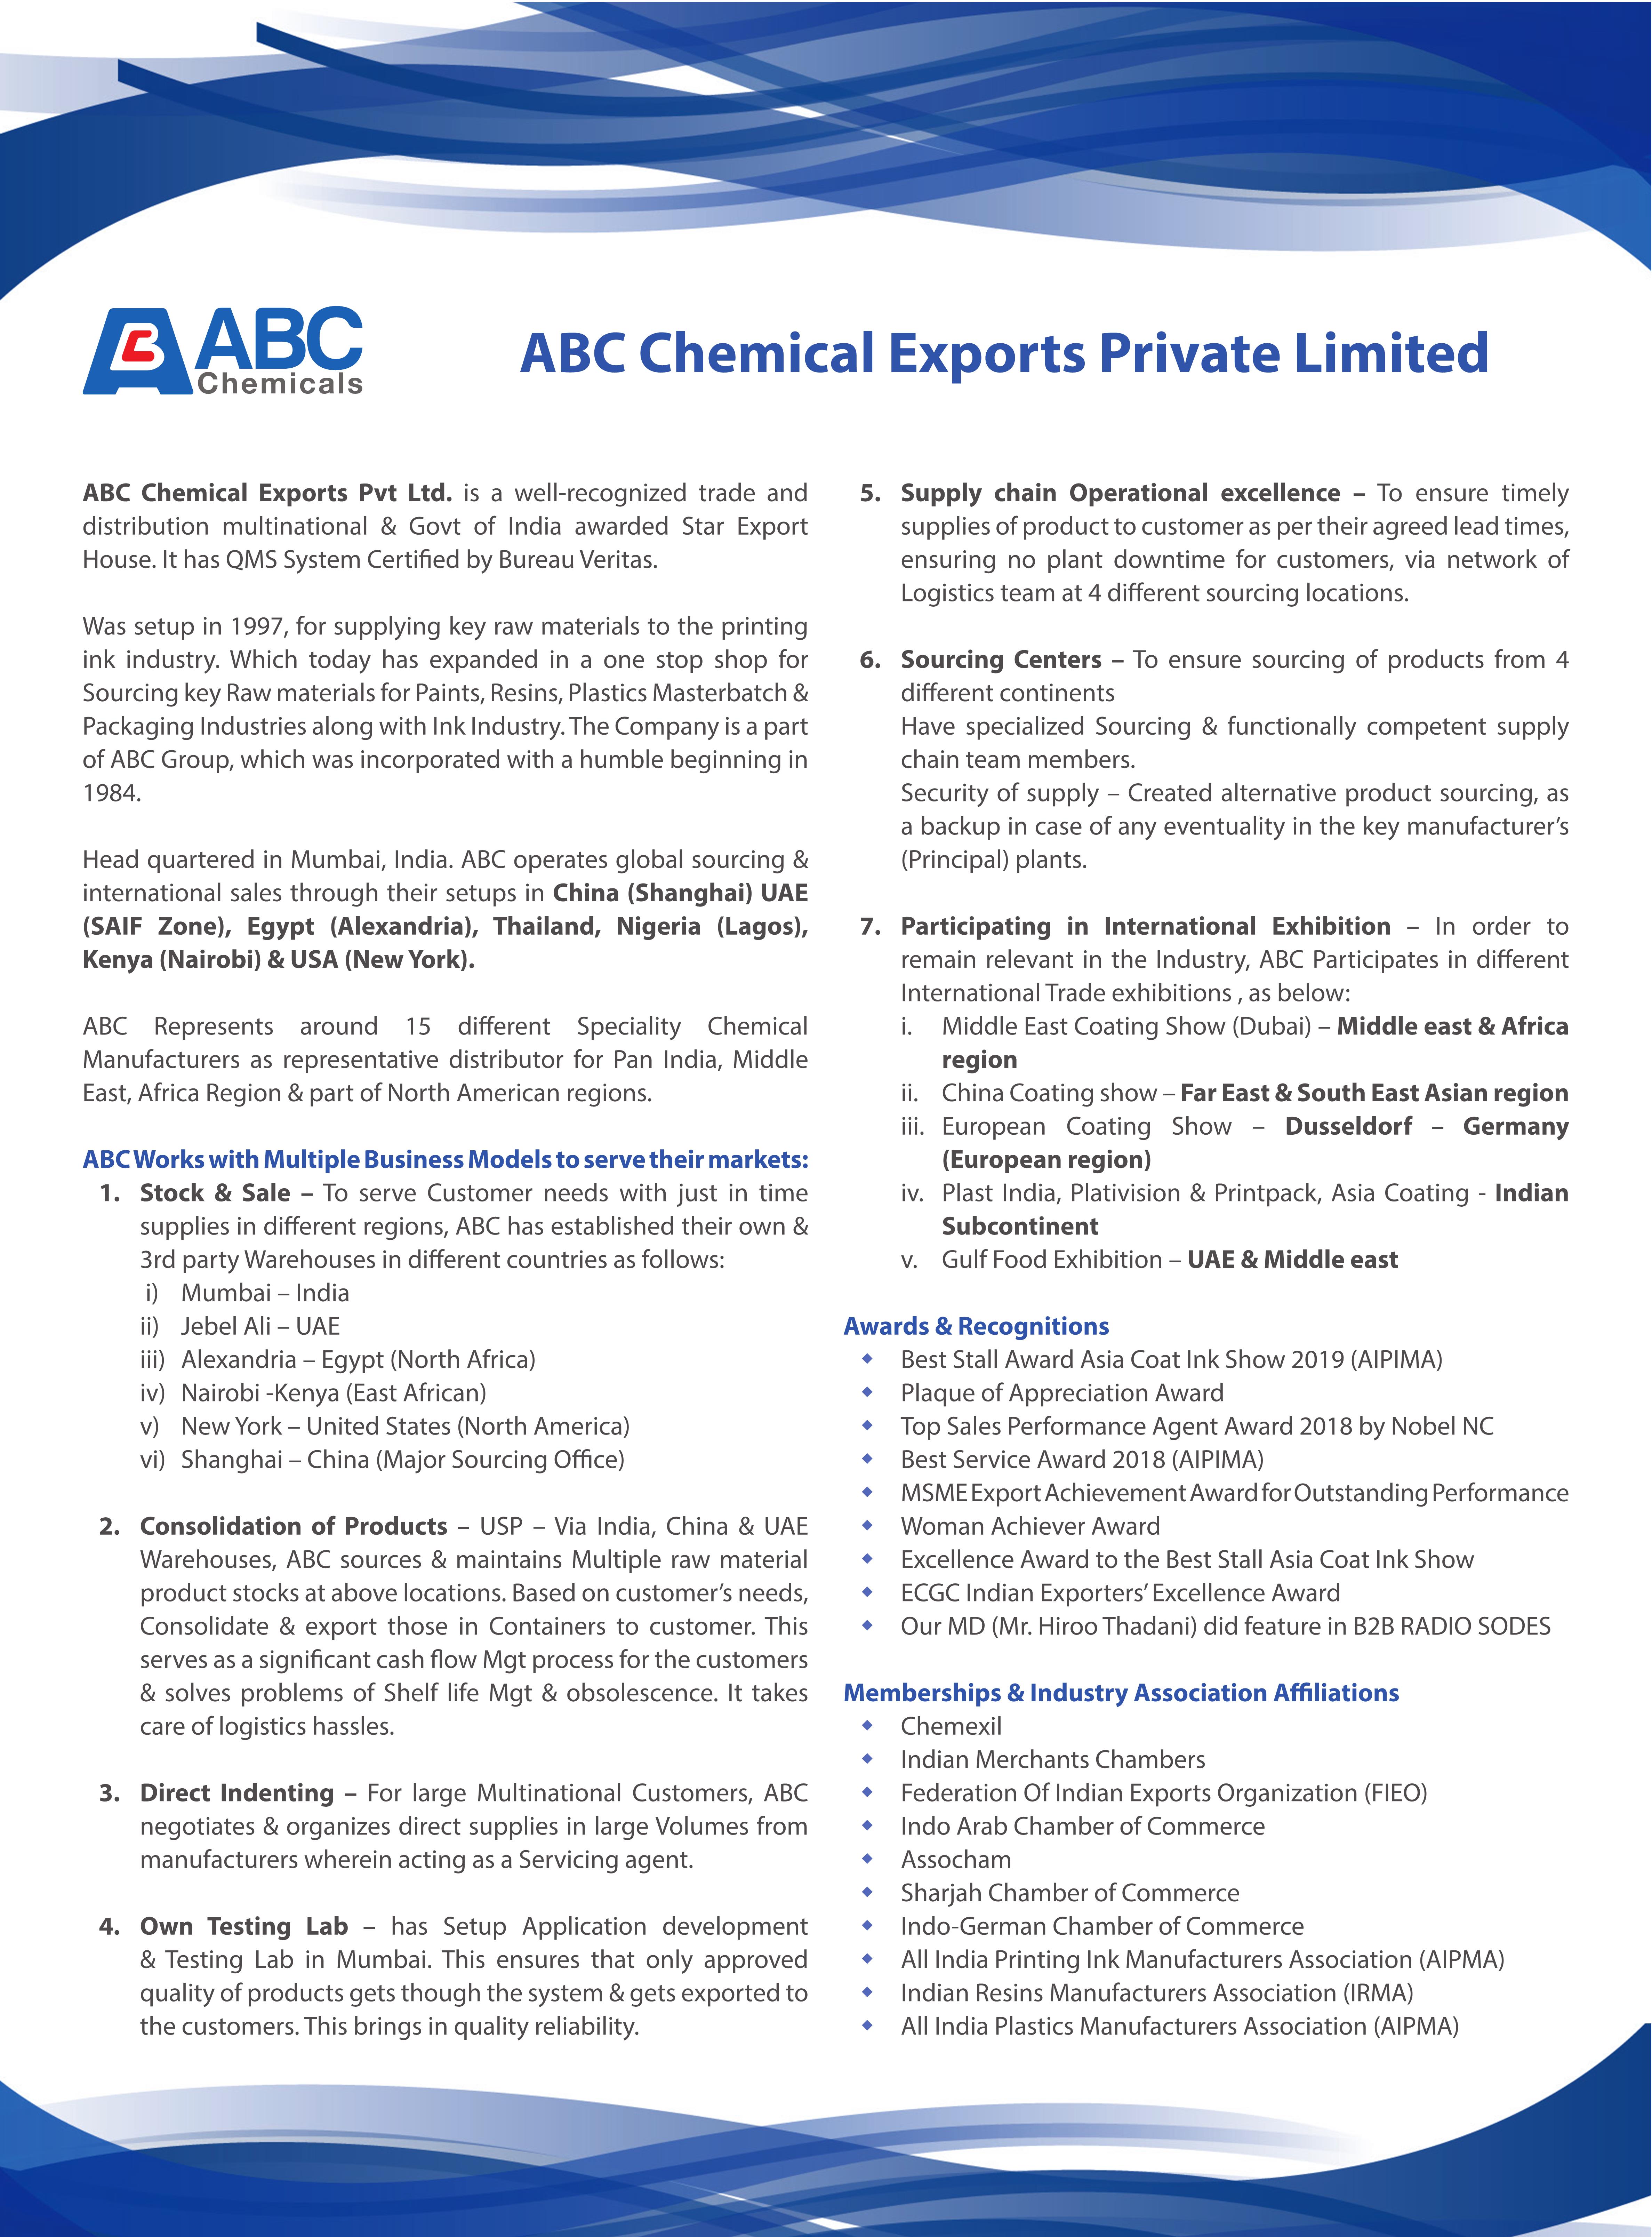 ABC
Chemicals
ABC Chemical Exports Private Limited
ABC Chemical Exports Pvt Ltd. is a well-recognized trade and
distribution multinational & Govt of India awarded Star Export
House. It has QMS System Certified by Bureau Veritas.
Was setup in 1997, for supplying key raw materials to the printing
ink industry. Which today has expanded in a one stop shop for
Sourcing key Raw materials for Paints, Resins, Plastics Masterbatch &
Packaging Industries along with Ink Industry. The Company is a part
of ABC Group, which was incorporated with a humble beginning in
1984.
Head quartered in Mumbai, India. ABC operates global sourcing &
international sales through their setups in China (Shanghai) UAE
(SAIF Zone), Egypt (Alexandria), Thailand, Nigeria (Lagos),
Kenya (Nairobi) & USA (New York).
ABC Represents around 15 different Speciality Chemical
Manufacturers as representative distributor for Pan India, Middle
East, Africa Region & part of North American regions.
ABC Works with Multiple Business Models to serve their markets:
1. Stock & Sale – To serve Customer needs with just in time
supplies in different regions, ABC has established their own &
3rd party Warehouses in different countries as follows:
i) Mumbai – India
ii) Jebel Ali – UAE
iii) Alexandria – Egypt (North Africa)
iv) Nairobi -Kenya (East African)
v) New York – United States (North America)
vi) Shanghai – China (Major Sourcing Office)
2. Consolidation of Products – USP – Via India, China & UAE
Warehouses, ABC sources & maintains Multiple raw material
product stocks at above locations. Based on customer's needs,
Consolidate & export those in Containers to customer. This
serves as a significant cash flow Mgt process for the customers
& solves problems of Shelf life Mgt & obsolescence. It takes
care of logistics hassles.
3. Direct Indenting – For large Multinational Customers, ABC
negotiates & organizes direct supplies in large Volumes from
manufacturers wherein acting as a Servicing agent.
4. Own Testing Lab – has Setup Application development
& Testing Lab in Mumbai. This ensures that only approved
quality of products gets though the system & gets exported to
the customers. This brings in quality reliability.
5. Supply chain Operational excellence – To ensure timely
supplies of product to customer as per their agreed lead times,
ensuring no plant downtime for customers, via network of
Logistics team at 4 different sourcing locations.
6. Sourcing Centers – To ensure sourcing of products from 4
different continents
Have specialized Sourcing & functionally competent supply
chain team members.
Security of supply – Created alternative product sourcing, as
a backup in case of any eventuality in the key manufacturer's
(Principal) plants.
7. Participating in International Exhibition – In order to
remain relevant in the Industry, ABC Participates in different
International Trade exhibitions , as below:
i. Middle East Coating Show (Dubai) – Middle east & Africa
region
ii. China Coating show – Far East & South East Asian region
iii. European Coating Show – Dusseldorf – Germany
(European region)
iv. Plast India, Plativision & Printpack, Asia Coating - Indian
Subcontinent
v. Gulf Food Exhibition – UAE & Middle east
Awards & Recognitions
Best Stall Award Asia Coat Ink Show 2019 (AIPIMA)
Plaque of Appreciation Award
Top Sales Performance Agent Award 2018 by Nobel NC
Best Service Award 2018 (AIPIMA)
MSME Export Achievement Award for Outstanding Performance
Woman Achiever Award
Excellence Award to the Best Stall Asia Coat Ink Show
ECGC Indian Exporters' Excellence Award
Our MD (Mr. Hiroo Thadani) did feature in B2B RADIO SODES
Memberships & Industry Association Affiliations
Chemexil
Indian Merchants Chambers
Federation Of Indian Exports Organization (FIEO)
Indo Arab Chamber of Commerce
Assocham
Sharjah Chamber of Commerce
Indo-German Chamber of Commerce
All India Printing Ink Manufacturers Association (AIPMA)
Indian Resins Manufacturers Association (IRMA)
All India Plastics Manufacturers Association (AIPMA)